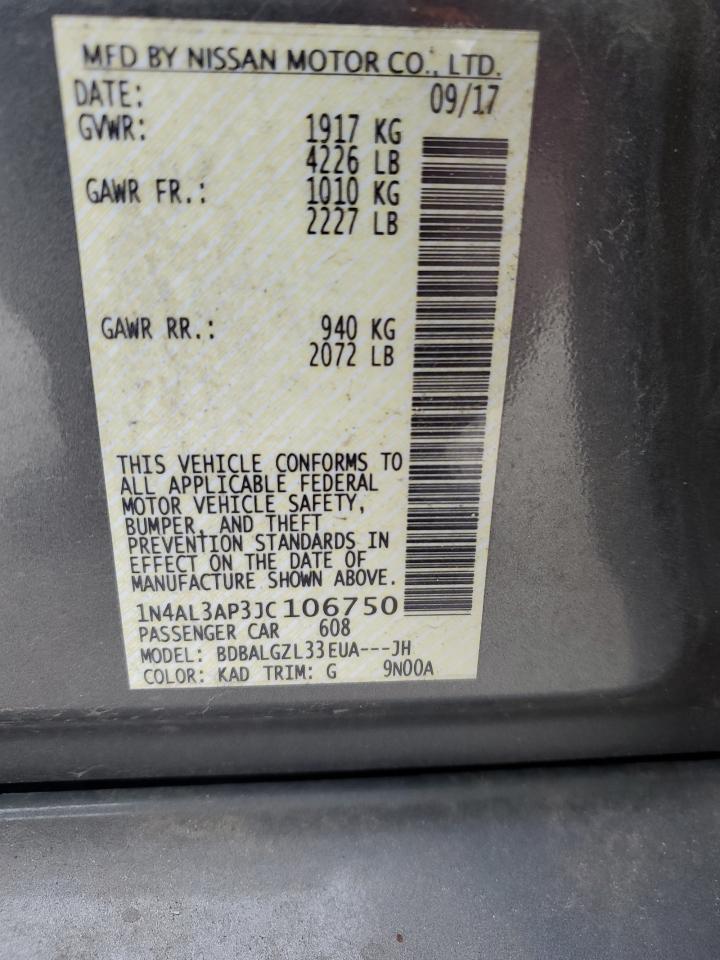 MFD BY NISSAN MOTOR CO., LTD.
DATE: 09/17
GVWR: 1917 KG
4226 LB
GAWR FR.: 1010 KG
2227 LB
GAWR RR.: 940 KG
2072 LB
THIS VEHICLE CONFORMS TO
ALL APPLICABLE FEDERAL
MOTOR VEHICLE SAFETY,
BUMPER, AND THEFT
PREVENTION STANDARDS IN
EFFECT ON THE DATE OF
MANUFACTURE SHOWN ABOVE.
1N4AL3AP3JC106750
PASSENGER CAR 608
MODEL: BDBALGZL33EUA---JH
COLOR: KAD TRIM: G 9N00A